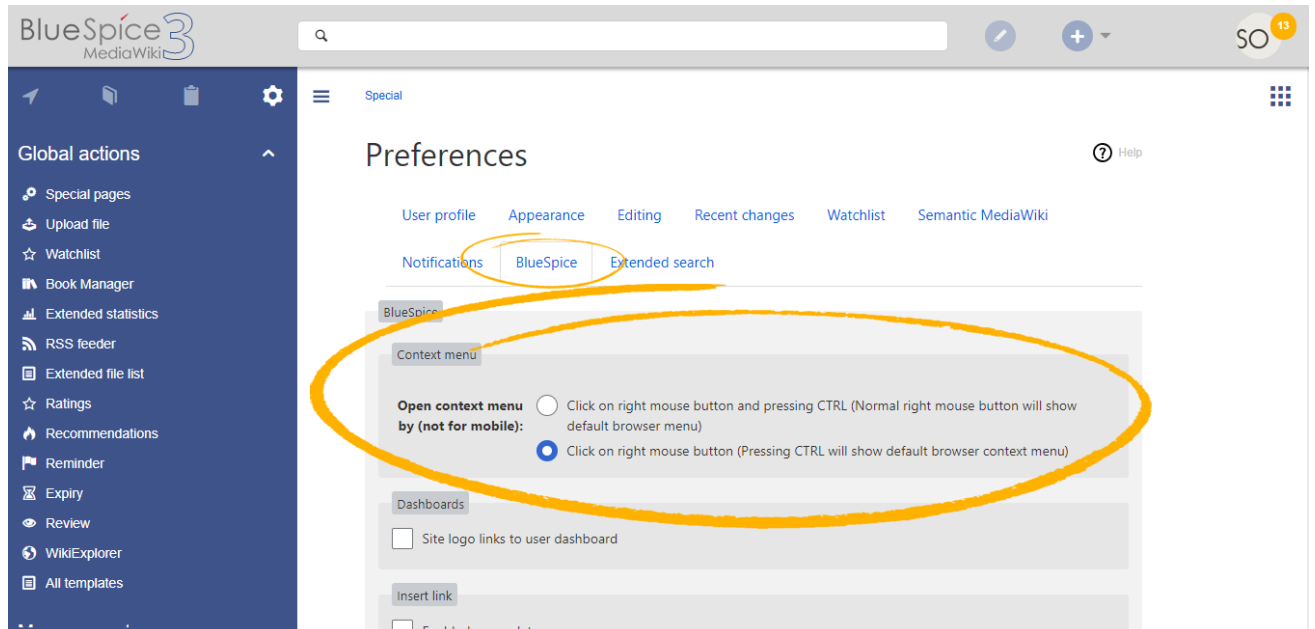 BlueSpice 3
MediaWiki
SO
13
Special
Global actions
Preferences
Help
Special pages
Upload file
Watchlist
Book Manager
Extended statistics
RSS feeder
Extended file list
Ratings
Recommendations
Reminder
Expiry
Review
WikiExplorer
All templates
User profile Appearance Editing Recent changes Watchlist Semantic MediaWiki
Notifications BlueSpice Extended search
BlueSpice
Context menu
Open context menu
by (not for mobile):
Click on right mouse button and pressing CTRL (Normal right mouse button will show
default browser menu)
Click on right mouse button (Pressing CTRL will show default browser context menu)
Dashboards
Site logo links to user dashboard
Insert link